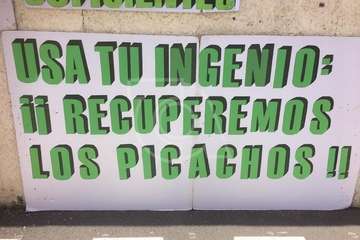 USA TU INGENIO:
¡¡ RECUPEREMOS
LOS PICACHOS !!